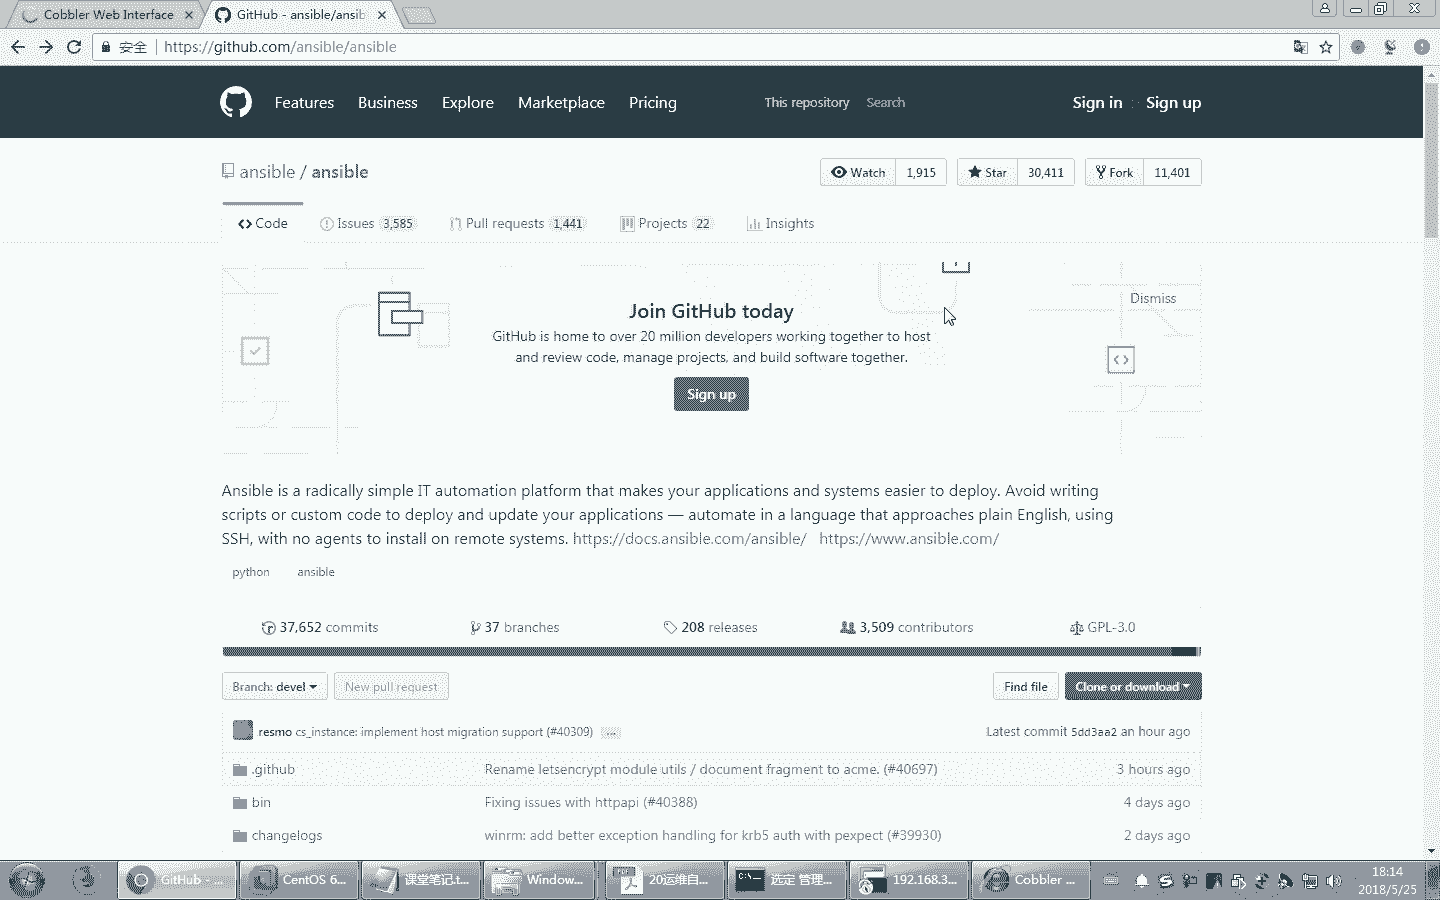 Cobbler Web Interface
GitHub - ansible/ansib
安全 https://github.com/ansible/ansible
Features Business Explore Marketplace Pricing This repository Search Sign in Sign up
ansible / ansible Watch 1,915 Star 30,411 Fork 11,401
Code Issues 3,585 Pull requests 1,441 Projects 22 Insights
Dismiss
Join GitHub today
GitHub is home to over 20 million developers working together to host
and review code, manage projects, and build software together.
Sign up
Ansible is a radically simple IT automation platform that makes your applications and systems easier to deploy. Avoid writing
scripts or custom code to deploy and update your applications — automate in a language that approaches plain English, using
SSH, with no agents to install on remote systems. https://docs.ansible.com/ansible/ https://www.ansible.com/
python ansible
37,652 commits 37 branches 208 releases 3,509 contributors GPL-3.0
Branch: devel New pull request Find file Clone or download
resmo cs_instance: implement host migration support (#40309) ... Latest commit 5dd3aa2 an hour ago
.github Rename letsencrypt module utils / document fragment to acme. (#40697) 3 hours ago
bin Fixing issues with httpapi (#40388) 4 days ago
changelogs winrm: add better exception handling for krb5 auth with pexpect (#39930) 2 days ago
GitHub - ... CentOS 6... 课堂笔记.t... Window... 20运维自... 选定 管理... 192.168.3... Cobbler ... 18:14
2018/5/25